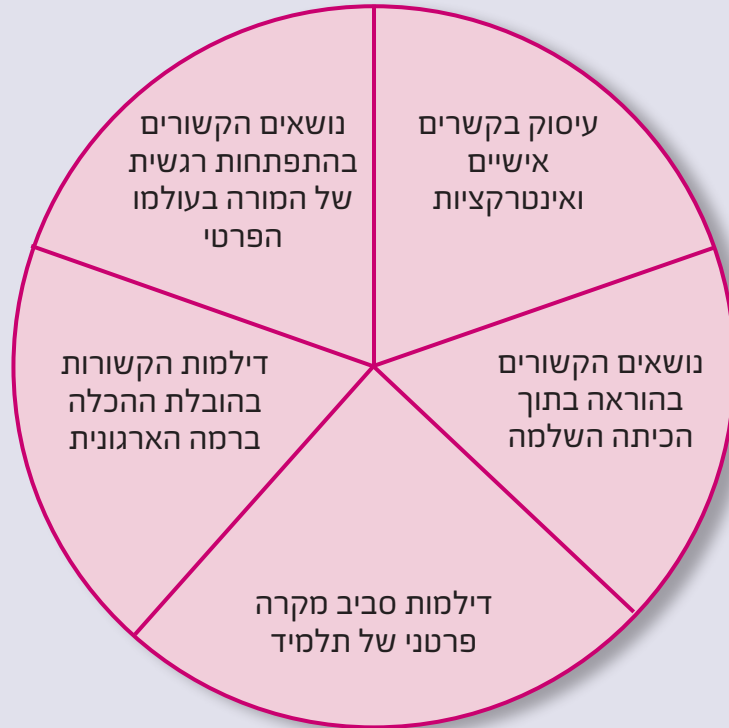 עיסוק בקשרים
אישיים
ואינטרקציות
נושאים הקשורים
בהוראה בתוך
הכיתה השלמה
דילמות סביב מקרה
פרטני של תלמיד
דילמות הקשורות
בהובלת ההכלה
ברמה הארגונית
נושאים הקשורים
בהתפתחות רגשית
של המורה בעולמו
הפרטי